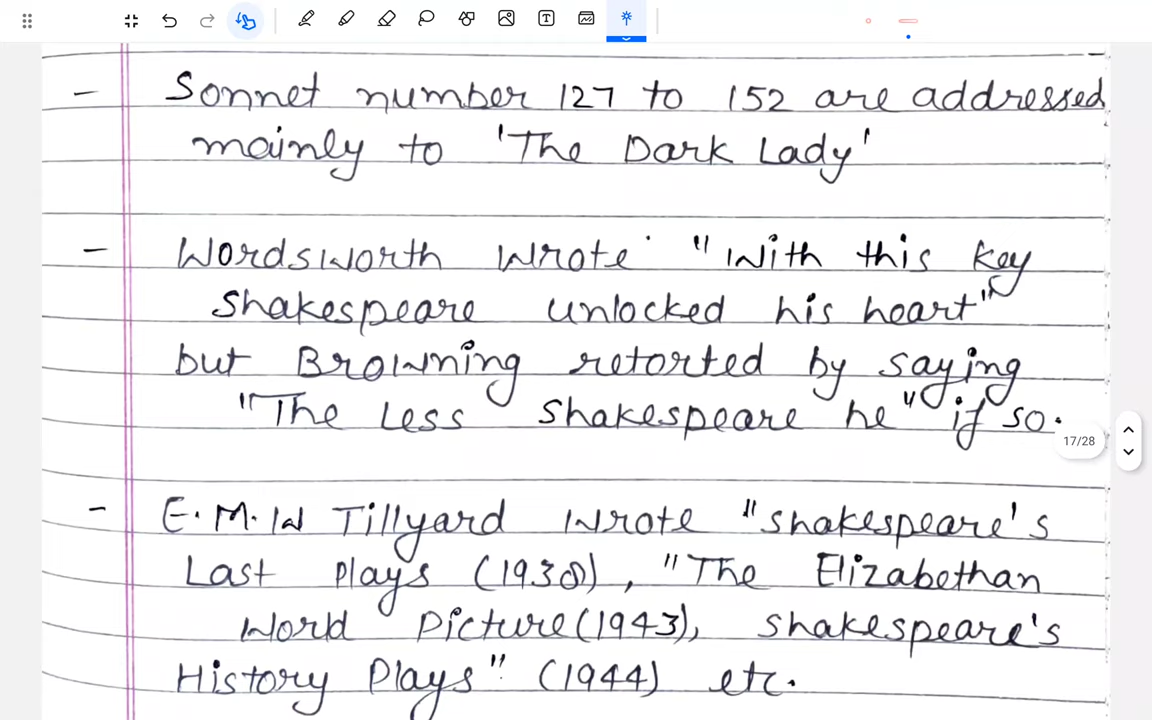 - Sonnet number 127 to 152 are addressed
mainly to 'The Dark Lady'
- Wordsworth wrote "with this key
Shakespeare unlocked his heart"
but Browning retorted by saying
"The Less Shakespeare he" if so.
17/28
- E.M.W Tillyard wrote "Shakespeare's
Last Plays (1938), "The Elizabethan
World Picture(1943), Shakespeare's
History Plays" (1944) etc.